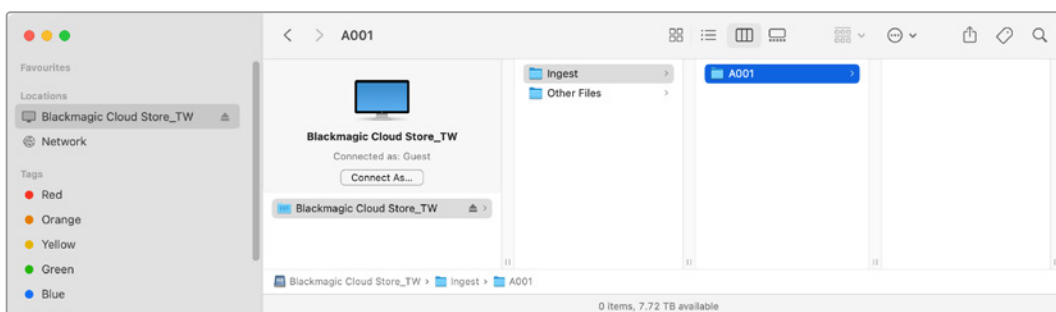 A001
Favourites
Locations
Blackmagic Cloud Store_TW
Network
Tags
Red
Orange
Yellow
Green
Blue
Blackmagic Cloud Store_TW
Connected as: Guest
Connect As...
Blackmagic Cloud Store_TW
Ingest
Other Files
A001
Blackmagic Cloud Store_TW › Ingest › A001
0 items, 7.72 TB available